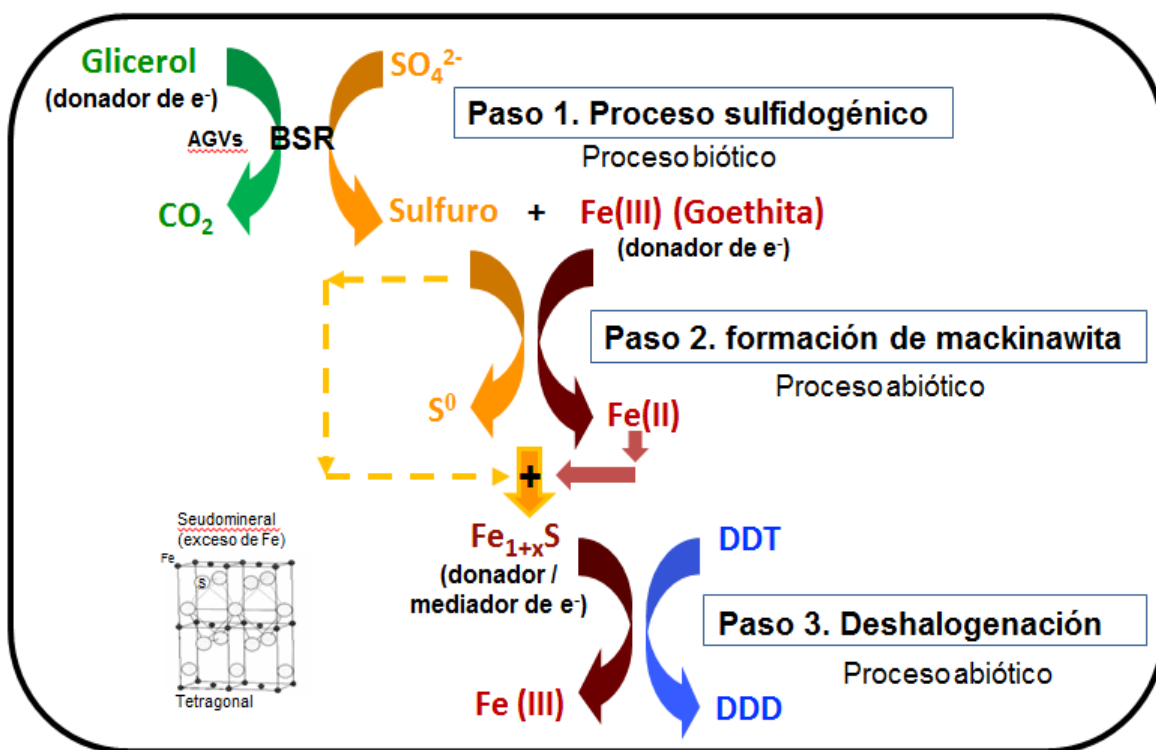 Glicerol
(donador de e⁻)
SO₄²⁻
Paso 1. Proceso sulfidogénico
AGVs
BSR
Proceso biótico
CO₂
Sulfuro + Fe(III) (Goethita)
(donador de e⁻)
Paso 2. formación de mackinawita
Proceso abiótico
S⁰
Fe(II)
+
Seudomineral
(exceso de Fe)
Fe
S
Tetragonal
Fe₁₊ₓS
(donador /
mediador de e⁻)
DDT
Paso 3. Deshalogenación
Proceso abiótico
Fe (III)
DDD